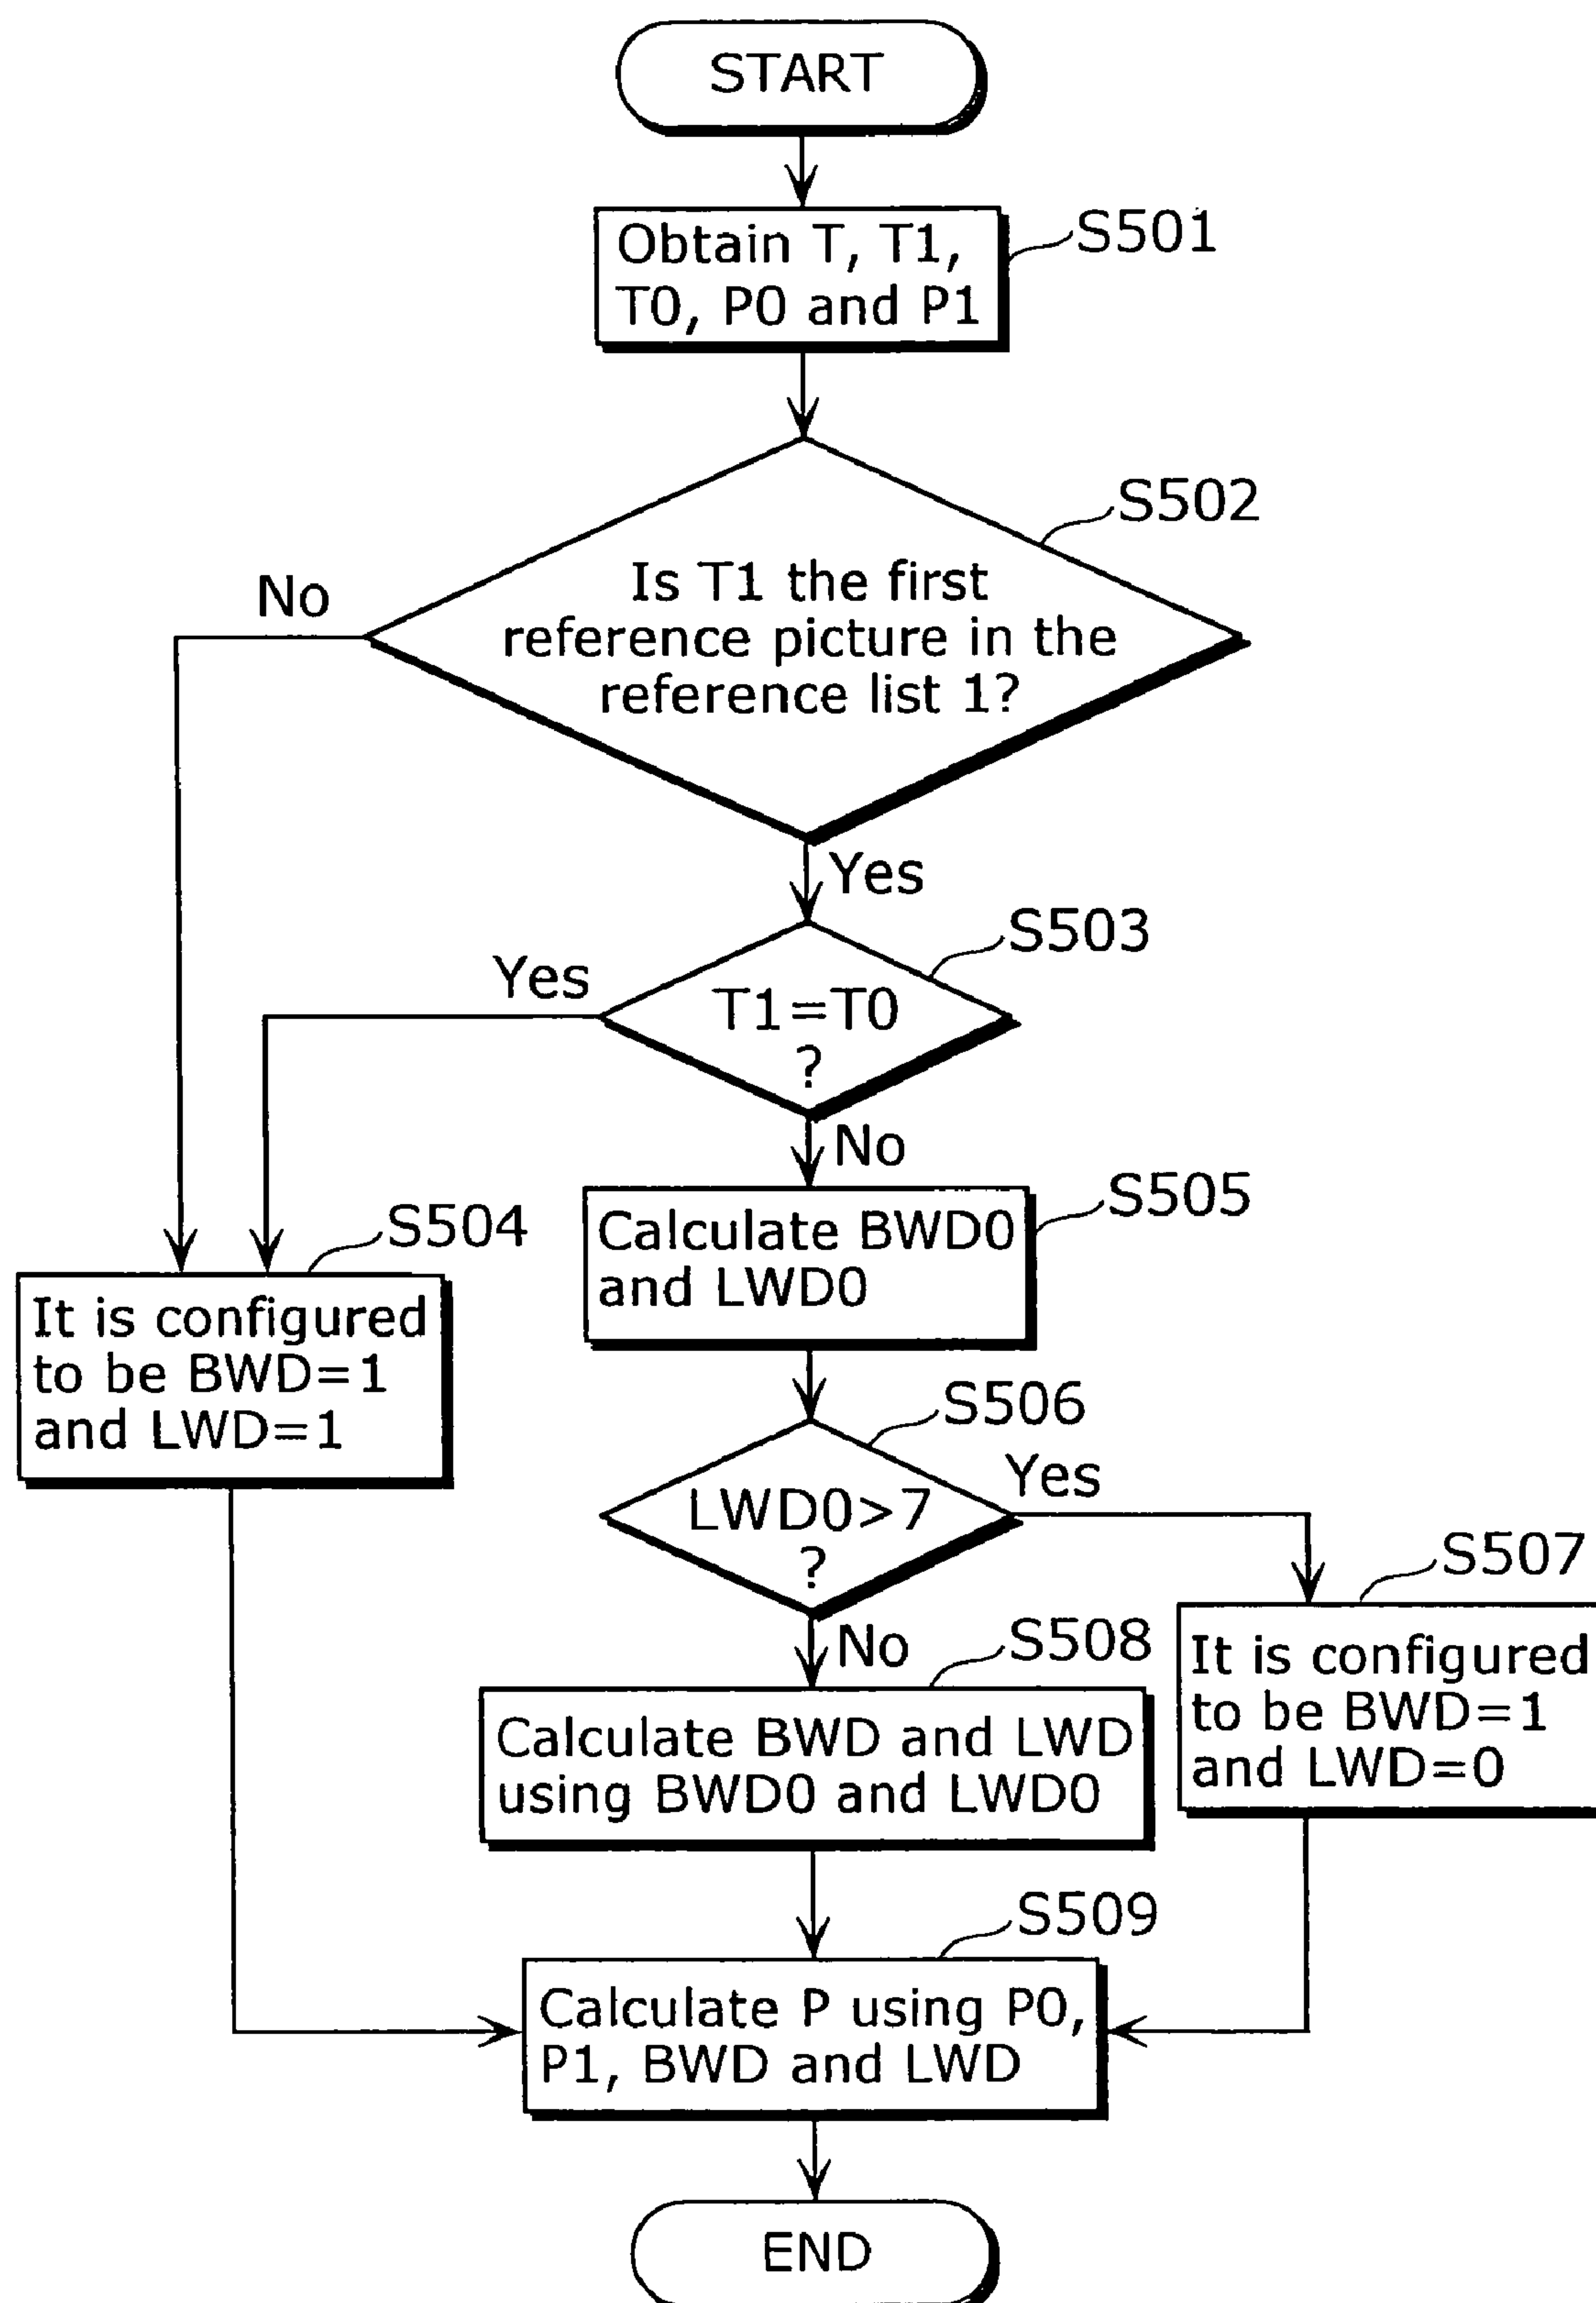 START
S501
Obtain T, T1,
T0, P0 and P1
S502
No
Is T1 the first
reference picture in the
reference list 1?
Yes
S503
Yes
T1=T0
?
No
S505
S504
Calculate BWD0
and LWD0
It is configured
to be BWD=1
and LWD=1
S506
Yes
LWD0>7
?
S507
No
S508
It is configured
to be BWD=1
and LWD=0
Calculate BWD and LWD
using BWD0 and LWD0
S509
Calculate P using P0,
P1, BWD and LWD
END